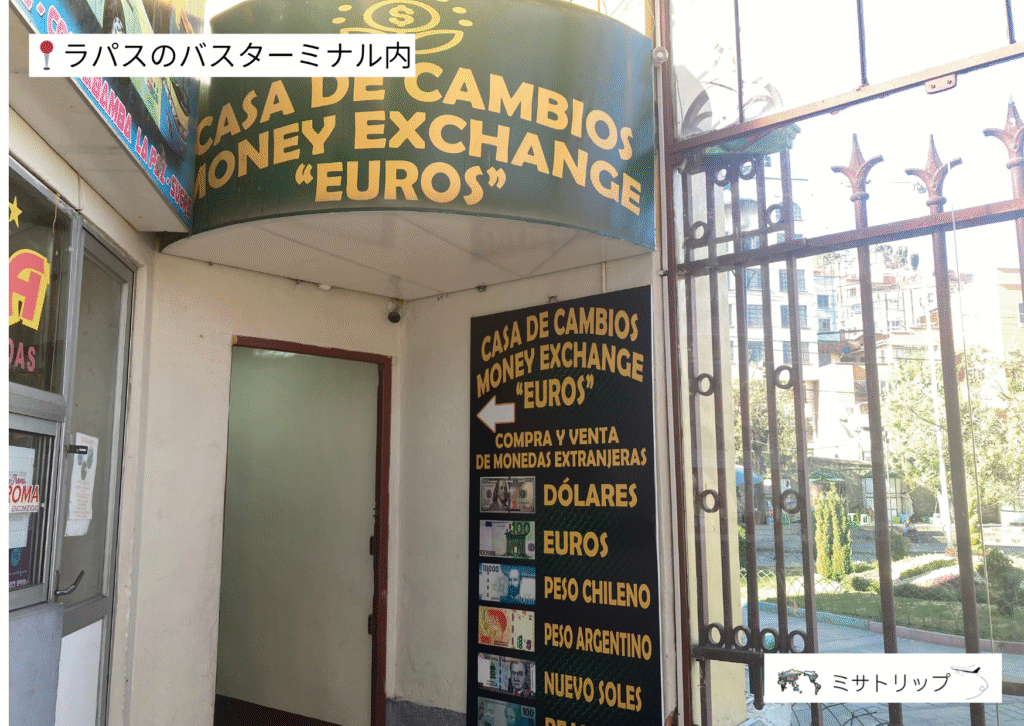 ラパスのバスターミナル内
CASA DE CAMBIOS
MONEY EXCHANGE
“EUROS”
CASA DE CAMBIOS
MONEY EXCHANGE
“EUROS”
COMPRA Y VENTA
DE MONEDAS EXTRANJERAS
DÓLARES
EUROS
PESO CHILENO
PESO ARGENTINO
NUEVO SOLES
ROMA
ミサトリップ